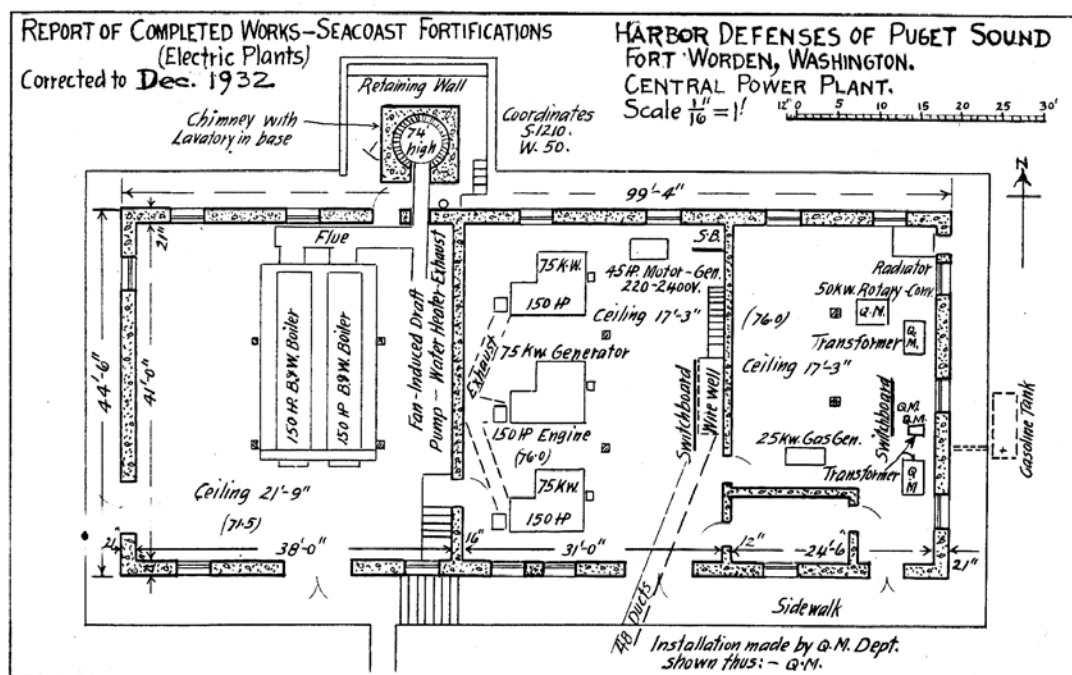 REPORT OF COMPLETED WORKS-SEACOAST FORTIFICATIONS
(Electric Plants)
Corrected to Dec. 1932
HARBOR DEFENSES OF PUGET SOUND
FORT WORDEN, WASHINGTON.
CENTRAL POWER PLANT.
Scale 1/16"=1'
12" 0 5 10 15 20 25 30'
Retaining Wall
Chimney with
Lavatory in base
74'
high
Coordinates
S.1210.
W. 50.
N
99'-4"
44'-6"
41'-0"
21"
Flue
150 HP. B&W. Boiler
150 HP B&W. Boiler
Fan-Induced Draft
Pump - Water Heater-Exhaust
Ceiling 21'-9"
(71.5)
38'-0"
16"
75 K.W.
150 HP
Exhaust
75 Kw. Generator
150 HP Engine
(76.0)
75 Kw.
150 HP
45 HP. Motor-Gen.
220-2400V.
S.B.
Ceiling 17'-3"
Switchboard
Wire well
31'-0"
48 Ducts
(76.0)
Ceiling 17'-3"
Radiator
50 Kw. Rotary-Conv.
Q.M.
Transformer
Q.
M.
Switchboard
Q.M.
Q.M.
25 Kw. Gas Gen.
Transformer
Q.
M.
12"
24'-6"
21"
Gasoline Tank
Sidewalk
Installation made by Q.M. Dept.
shown thus:- Q.M.